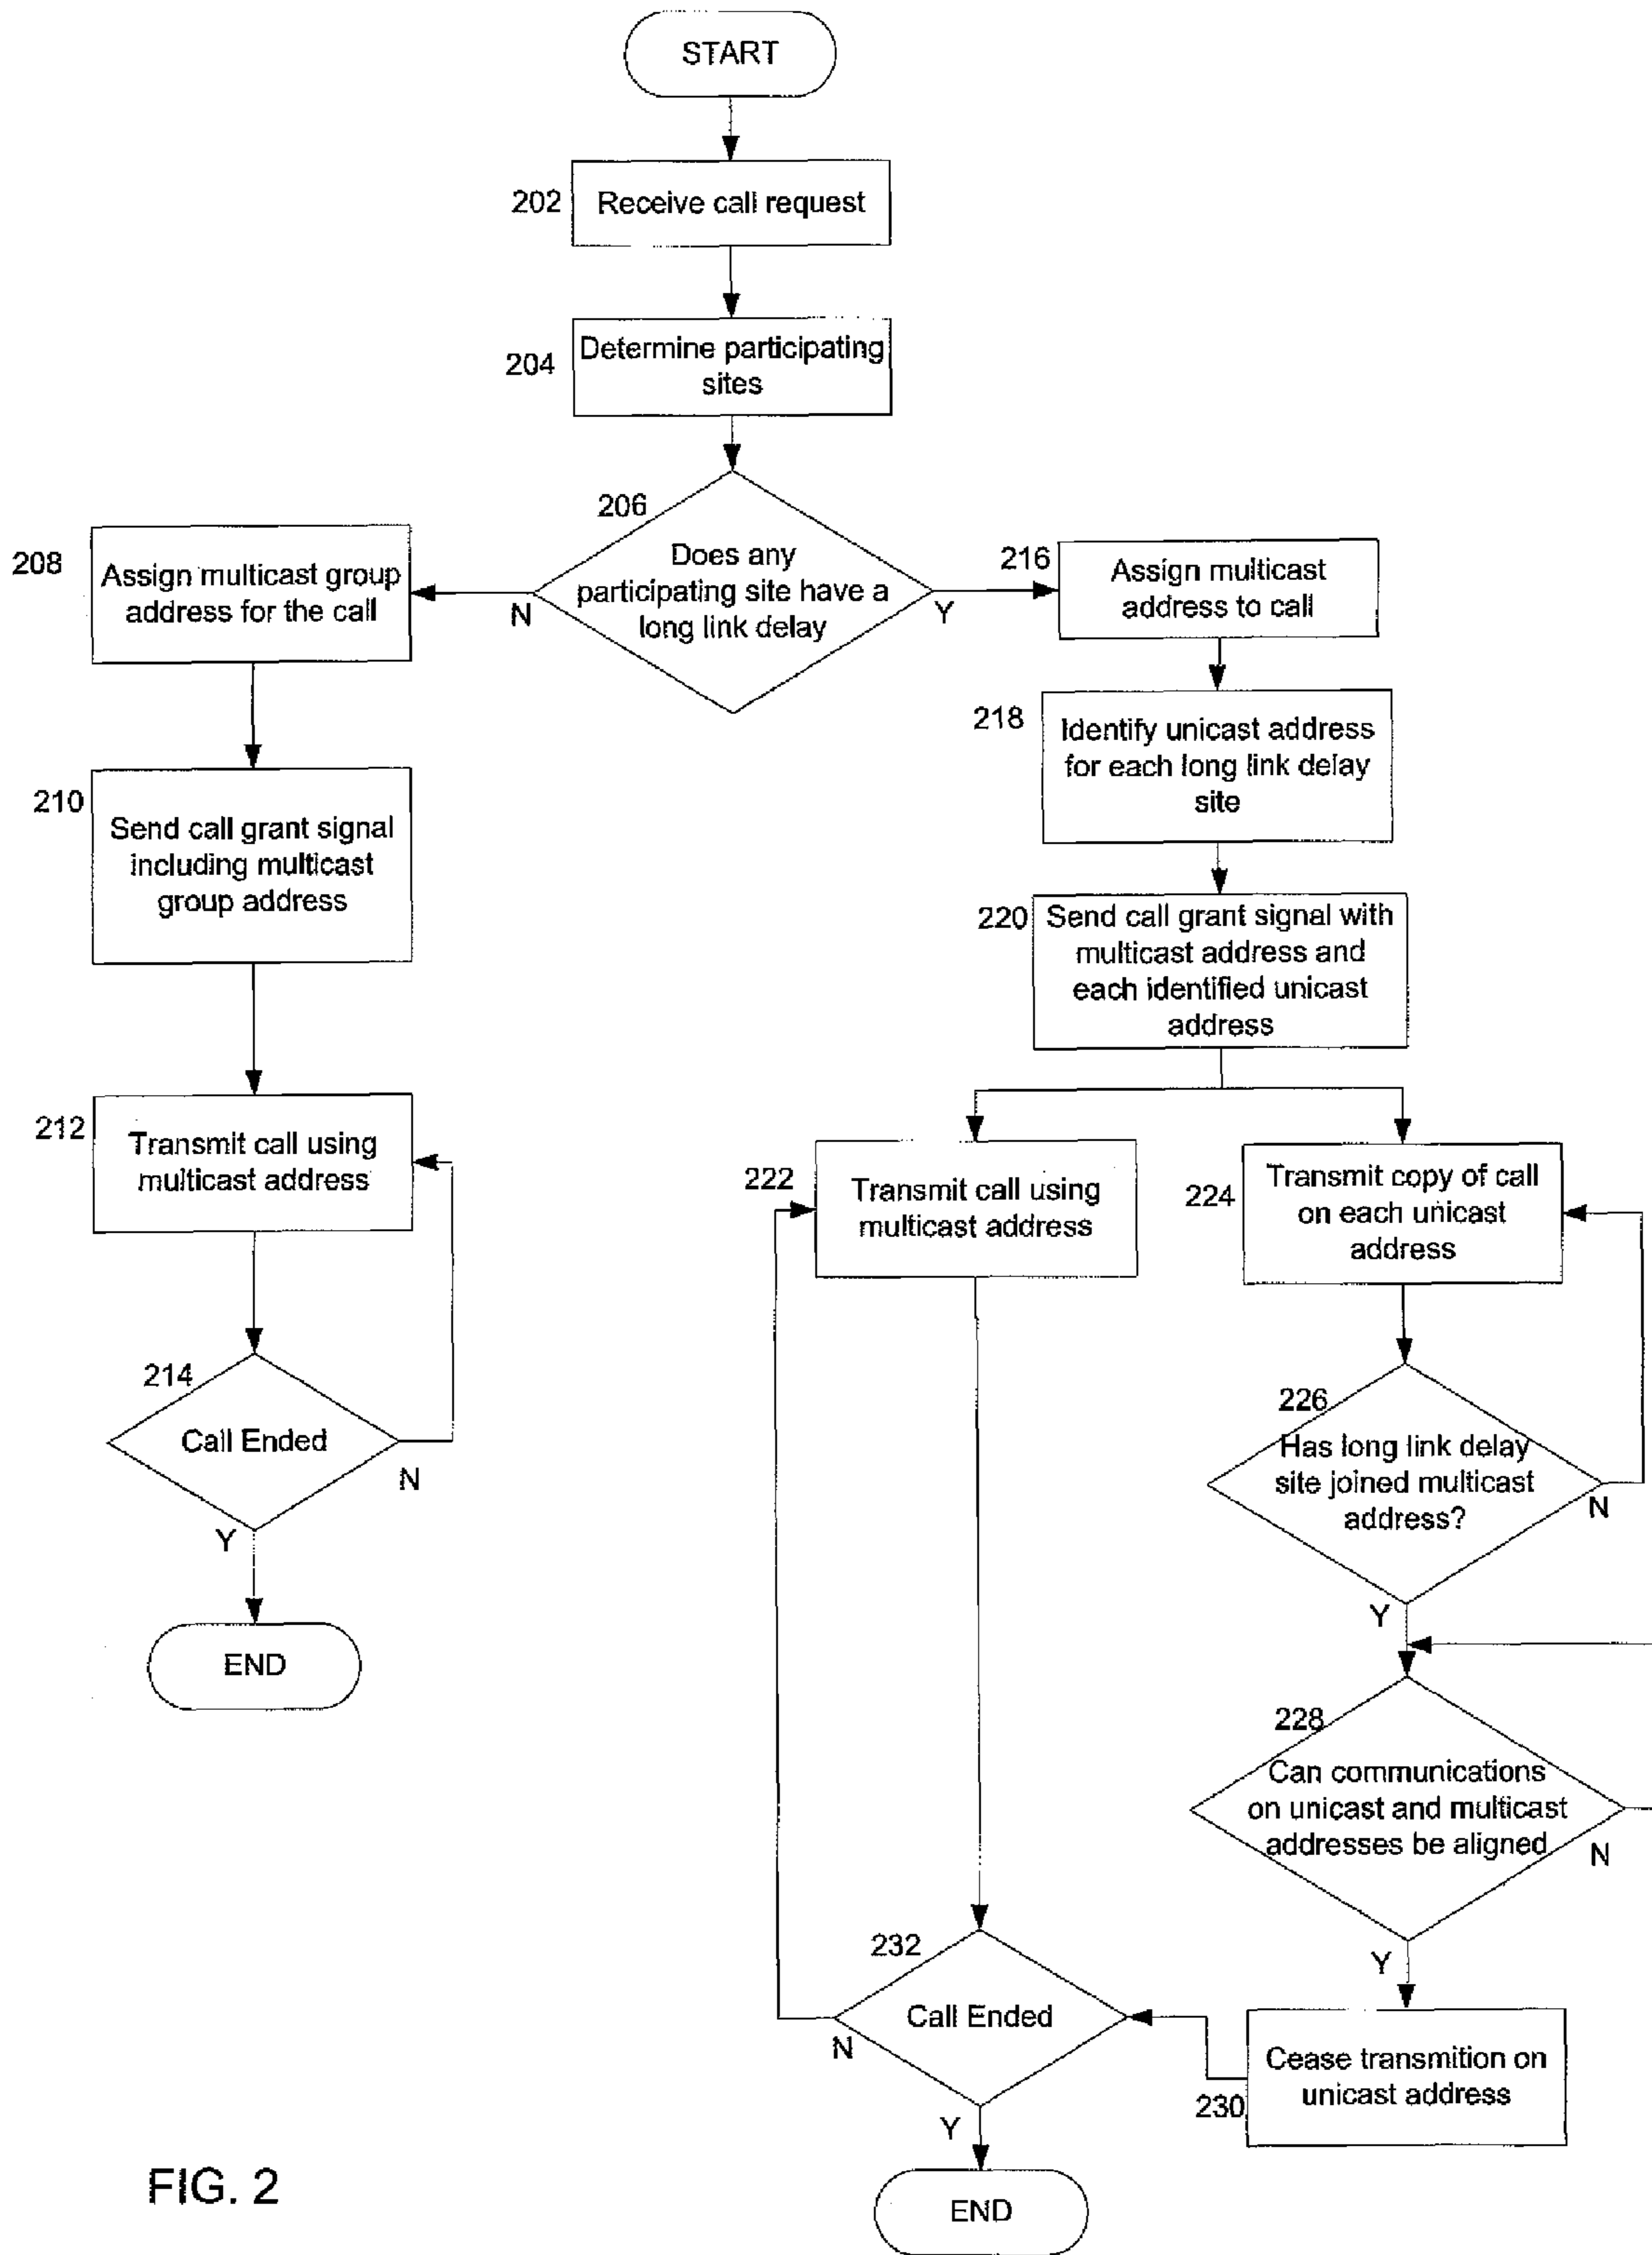 START
202
Receive call request
204
Determine participating
sites
206
Does any
participating site have a
long link delay
N
Y
208
Assign multicast group
address for the call
210
Send call grant signal
including multicast
group address
212
Transmit call using
multicast address
214
Call Ended
N
Y
END
216
Assign multicast
address to call
218
Identify unicast address
for each long link delay
site
220
Send call grant signal with
multicast address and
each identified unicast
address
222
Transmit call using
multicast address
224
Transmit copy of call
on each unicast
address
226
Has long link delay
site joined multicast
address?
N
Y
228
Can communications
on unicast and multicast
addresses be aligned
N
Y
230
Cease transmition on
unicast address
232
Call Ended
N
Y
END
FIG. 2